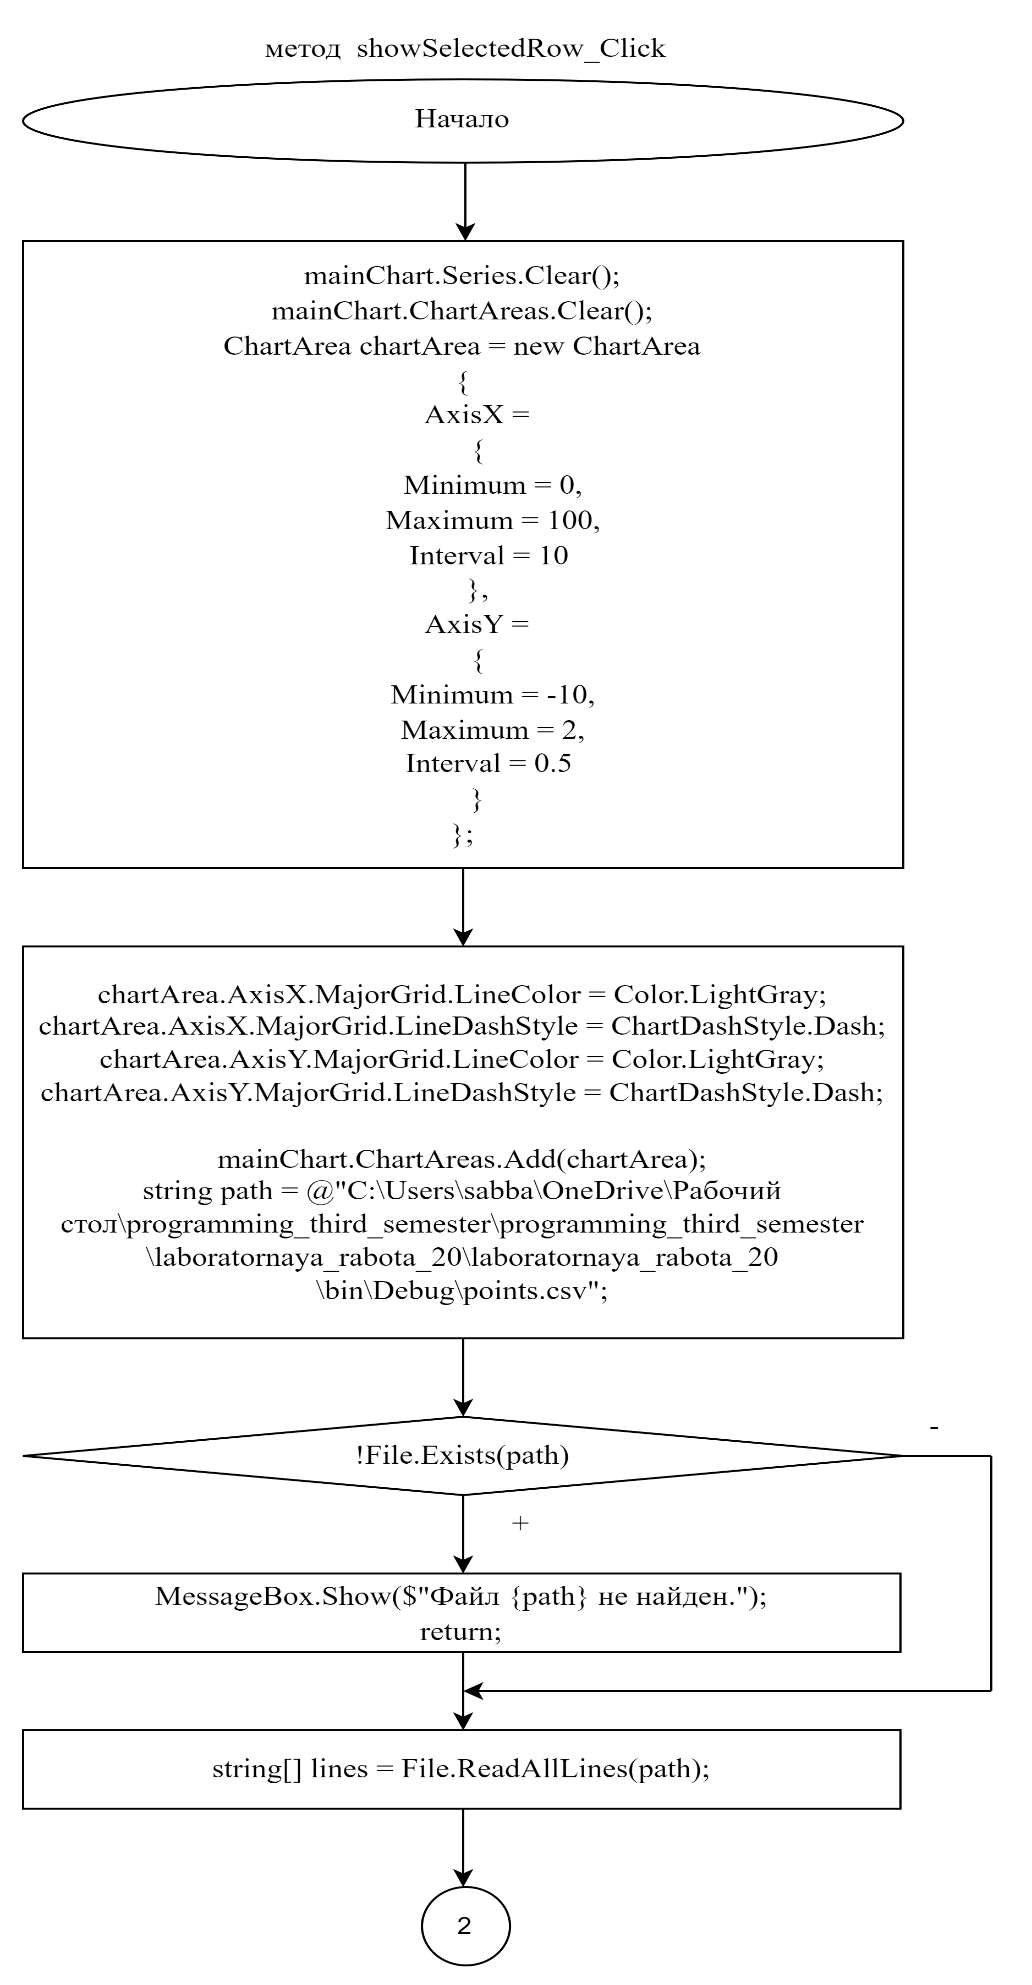 метод showSelectedRow_Click
Начало
mainChart.Series.Clear();
mainChart.ChartAreas.Clear();
ChartArea chartArea = new ChartArea
{
AxisX =
{
Minimum = 0,
Maximum = 100,
Interval = 10
},
AxisY =
{
Minimum = -10,
Maximum = 2,
Interval = 0.5
}
};
chartArea.AxisX.MajorGrid.LineColor = Color.LightGray;
chartArea.AxisX.MajorGrid.LineDashStyle = ChartDashStyle.Dash;
chartArea.AxisY.MajorGrid.LineColor = Color.LightGray;
chartArea.AxisY.MajorGrid.LineDashStyle = ChartDashStyle.Dash;
mainChart.ChartAreas.Add(chartArea);
string path = @"C:\Users\sabba\OneDrive\Рабочий
стол\programming_third_semester\programming_third_semester
\laboratornaya_rabota_20\laboratornaya_rabota_20
\bin\Debug\points.csv";
!File.Exists(path)
-
+
MessageBox.Show($"Файл {path} не найден.");
return;
string[] lines = File.ReadAllLines(path);
2